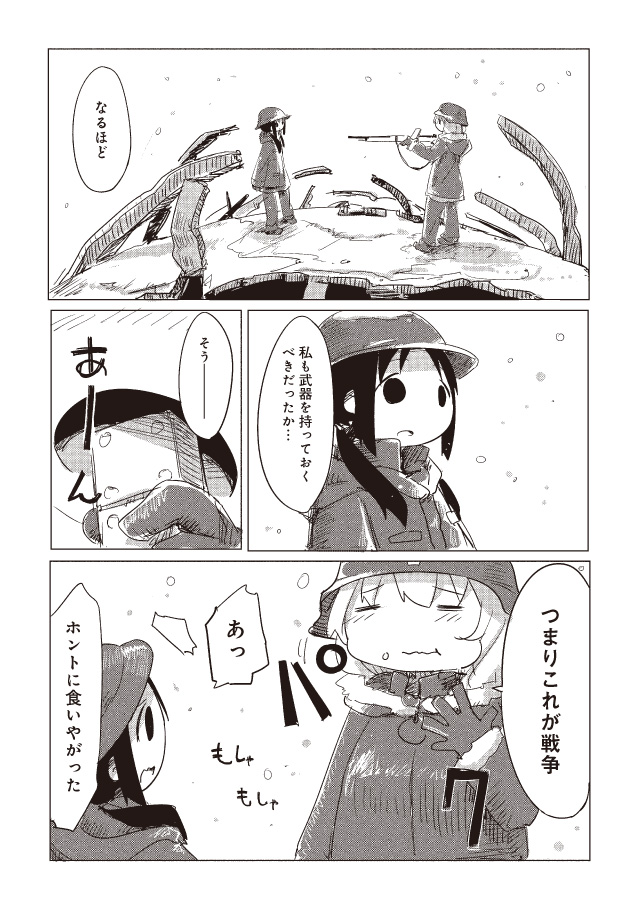 なるほど
私も武器を持っておく
べきだったか…
そう――
あーん
つまりこれが戦争
パク
あっ
もしゃ
もしゃ
ホントに食いやがった